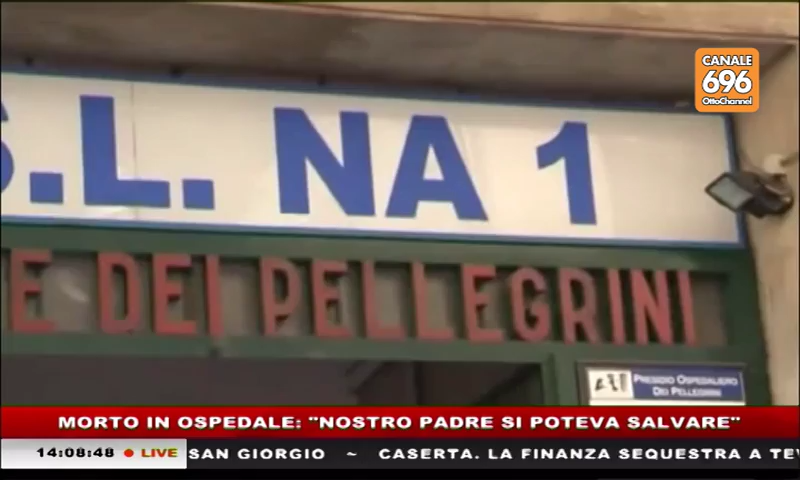 CANALE
696
OttoChannel
.L. NA 1
E DEI PELLEGRINI
PRESIDIO OSPEDALIERO
DEI PELLEGRINI
MORTO IN OSPEDALE: "NOSTRO PADRE SI POTEVA SALVARE"
14:08:48 ● LIVE SAN GIORGIO ~ CASERTA. LA FINANZA SEQUESTRA A TE